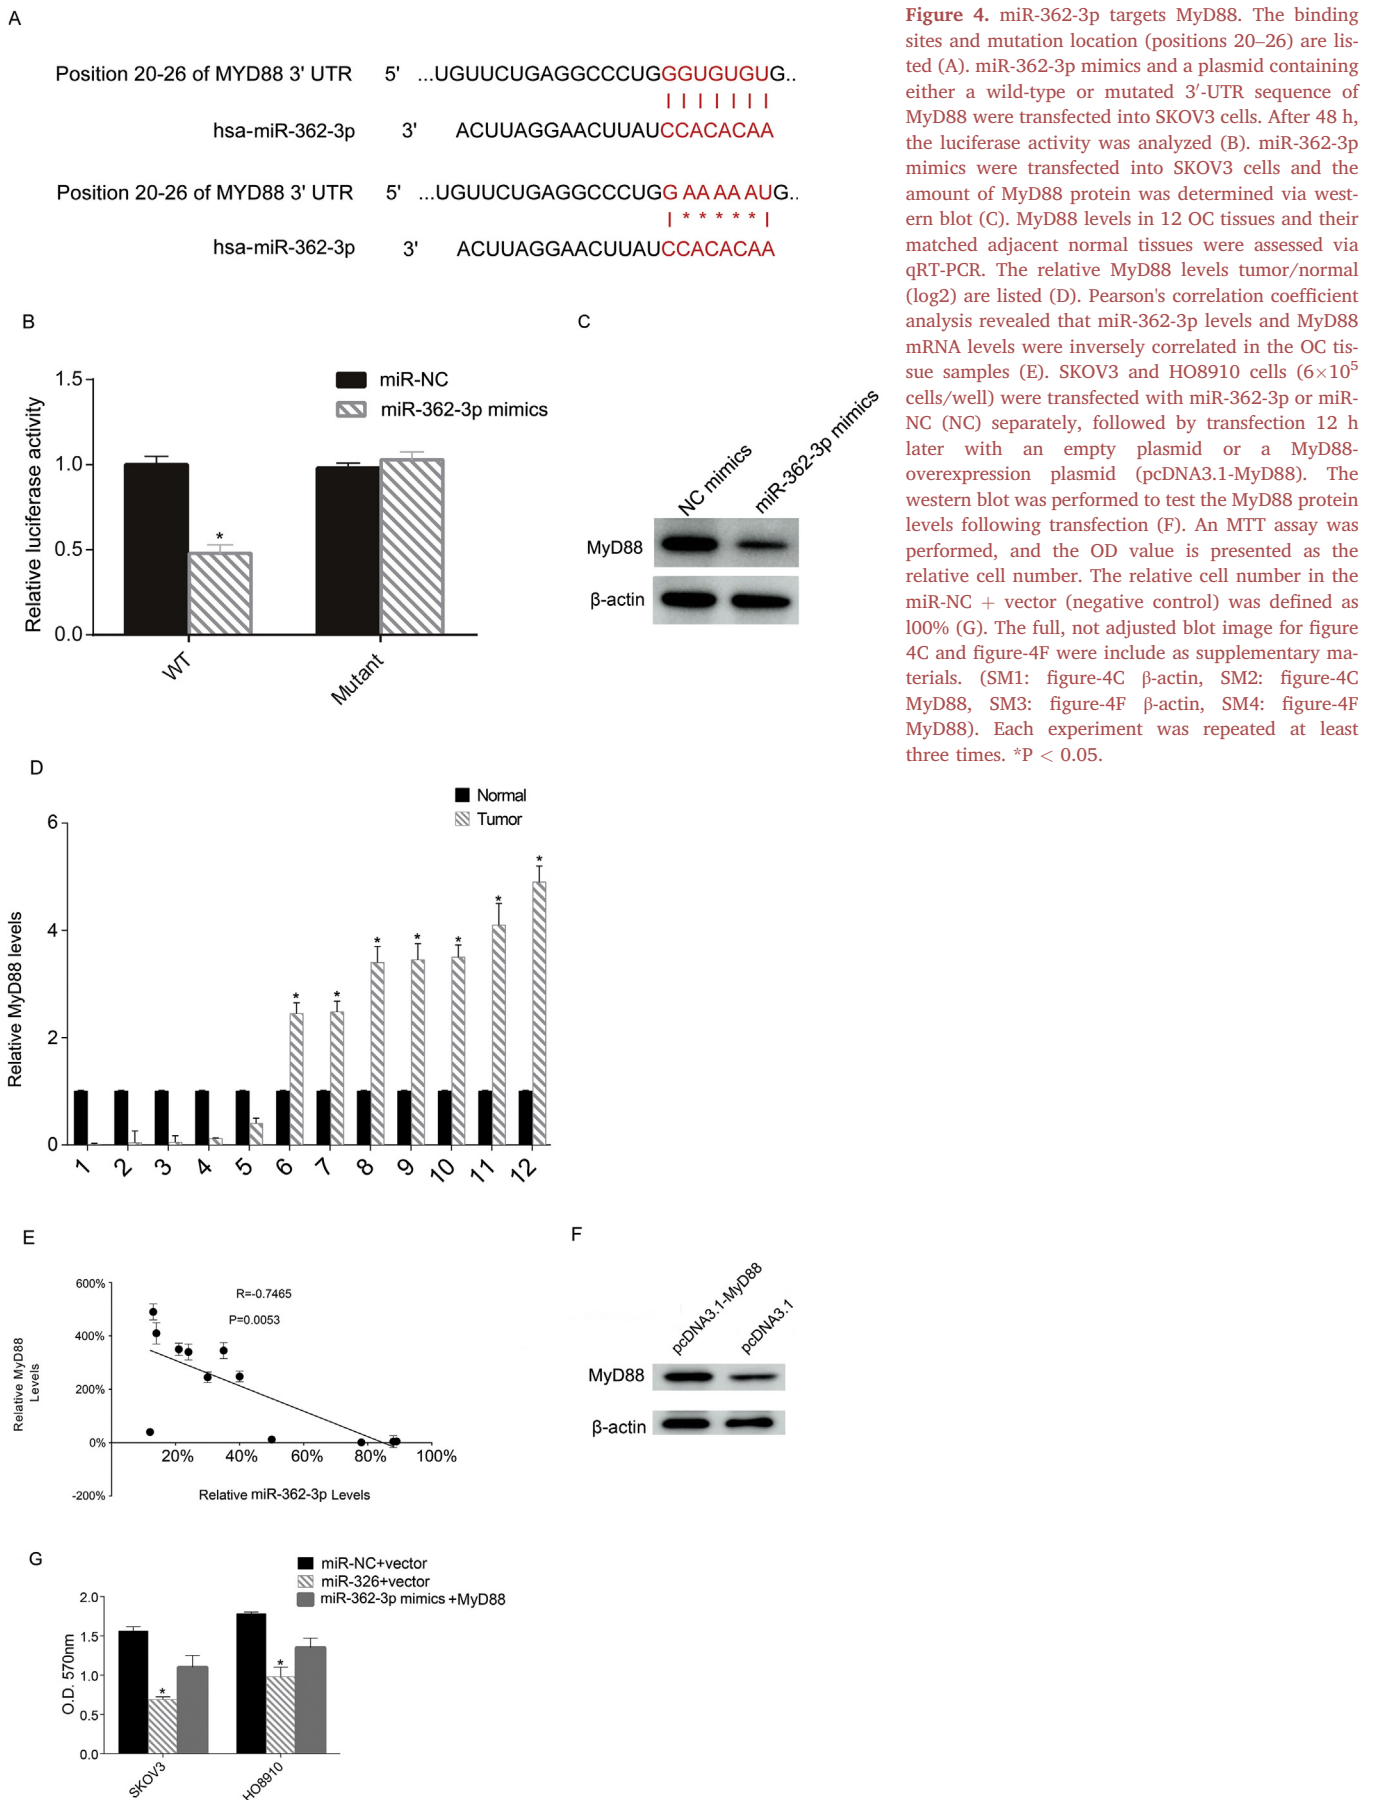 A
Position 20-26 of MYD88 3' UTR 5' ...UGUUCUGAGGCCCUGGGUGUGUG..
hsa-miR-362-3p 3' ACUUAGGAACUUAUCCACACAA
Position 20-26 of MYD88 3' UTR 5' ...UGUUCUGAGGCCCUGG AA AA AUG..
* * * * *
hsa-miR-362-3p 3' ACUUAGGAACUUAUCCACACAA
Figure 4. miR-362-3p targets MyD88. The binding
sites and mutation location (positions 20–26) are lis-
ted (A). miR-362-3p mimics and a plasmid containing
either a wild-type or mutated 3′-UTR sequence of
MyD88 were transfected into SKOV3 cells. After 48 h,
the luciferase activity was analyzed (B). miR-362-3p
mimics were transfected into SKOV3 cells and the
amount of MyD88 protein was determined via west-
ern blot (C). MyD88 levels in 12 OC tissues and their
matched adjacent normal tissues were assessed via
qRT-PCR. The relative MyD88 levels tumor/normal
(log2) are listed (D). Pearson's correlation coefficient
analysis revealed that miR-362-3p levels and MyD88
mRNA levels were inversely correlated in the OC tis-
sue samples (E). SKOV3 and HO8910 cells (6×10⁵
cells/well) were transfected with miR-362-3p or miR-
NC (NC) separately, followed by transfection 12 h
later with an empty plasmid or a MyD88-
overexpression plasmid (pcDNA3.1-MyD88). The
western blot was performed to test the MyD88 protein
levels following transfection (F). An MTT assay was
performed, and the OD value is presented as the
relative cell number. The relative cell number in the
miR-NC + vector (negative control) was defined as
l00% (G). The full, not adjusted blot image for figure
4C and figure-4F were include as supplementary ma-
terials. (SM1: figure-4C β-actin, SM2: figure-4C
MyD88, SM3: figure-4F β-actin, SM4: figure-4F
MyD88). Each experiment was repeated at least
three times. *P < 0.05.
B
Relative luciferase activity
1.5
1.0
0.5
0.0
miR-NC
miR-362-3p mimics
*
WT
Mutant
C
NC mimics
miR-362-3p mimics
MyD88
β-actin
D
Relative MyD88 levels
Normal
Tumor
6
4
2
0
* * * * * * *
1 2 3 4 5 6 7 8 9 10 11 12
E
Relative MyD88
Levels
600%
400%
200%
0%
-200%
R=-0.7465
P=0.0053
20% 40% 60% 80% 100%
Relative miR-362-3p Levels
F
pcDNA3.1-MyD88
pcDNA3.1
MyD88
β-actin
G
miR-NC+vector
miR-326+vector
miR-362-3p mimics +MyD88
O.D. 570nm
2.0
1.5
1.0
0.5
0.0
* *
SKOV3
HO8910